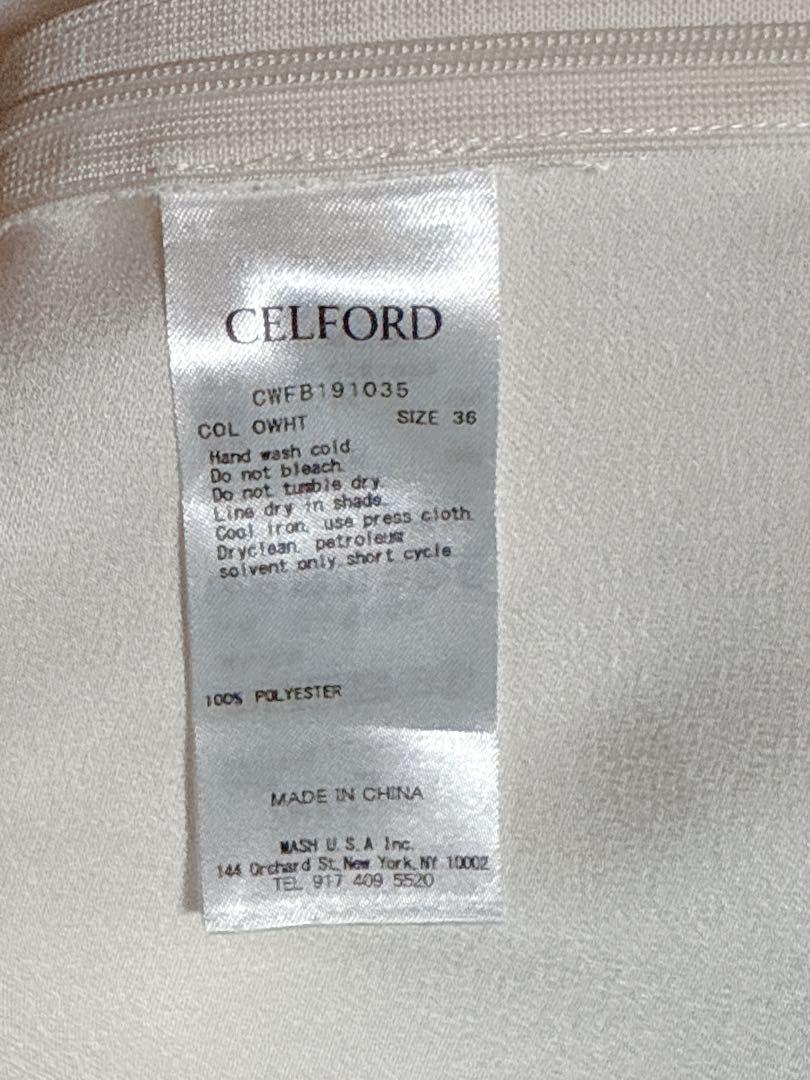 CELFORD
CWFB191035
COL OWHT SIZE 36
Hand wash cold
Do not bleach.
Do not tumble dry.
Line dry in shade.
Cool iron, use press cloth.
Dryclean, petroleum
solvent only, short cycle
100% POLYESTER
MADE IN CHINA
MASH U.S.A Inc.
144 Orchard St, New York, NY 10002
TEL 917 409 5520